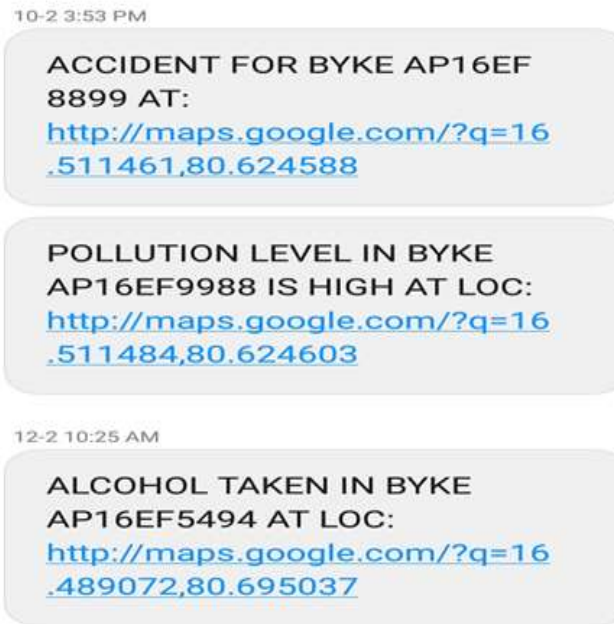 10-2 3:53 PM
ACCIDENT FOR BYKE AP16EF
8899 AT:
http://maps.google.com/?q=16
.511461,80.624588
POLLUTION LEVEL IN BYKE
AP16EF9988 IS HIGH AT LOC:
http://maps.google.com/?q=16
.511484,80.624603
12-2 10:25 AM
ALCOHOL TAKEN IN BYKE
AP16EF5494 AT LOC:
http://maps.google.com/?q=16
.489072,80.695037